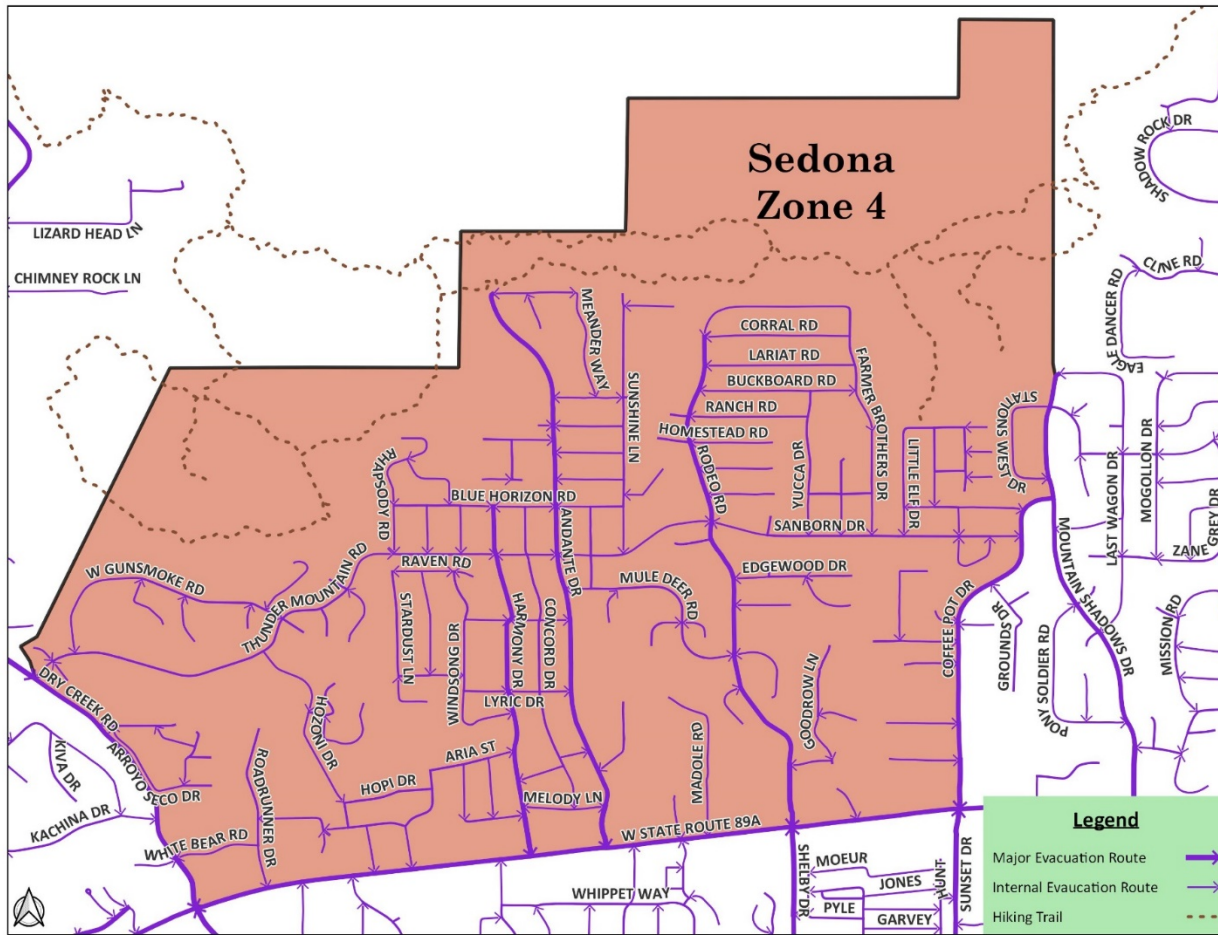 Sedona
Zone 4
SHADOW ROCK DR
LIZARD HEAD LN
CHIMNEY ROCK LN
CLINE RD
EAGLE DANCER RD
MEANDER WAY
SUNSHINE LN
CORRAL RD
LARIAT RD
BUCKBOARD RD
FARMER BROTHERS DR
RANCH RD
HOMESTEAD RD
RODEO RD
YUCCA DR
LITTLE ELF DR
STATIONS WEST DR
LAST WAGON DR
MOGOLLON DR
GREY DR
ZANE
RHAPSODY RD
BLUE HORIZON RD
ANDANTE DR
SANBORN DR
RAVEN RD
W GUNSMOKE RD
THUNDER MOUNTAIN RD
STARDUST LN
WINDSONG DR
HARMONY DR
CONCORD DR
MULE DEER RD
EDGEWOOD DR
COFFEE POT DR
GROUNDS DR
MOUNTAIN SHADOWS DR
PONY SOLDIER RD
MISSION RD
GOODROW LN
LYRIC DR
DRY CREEK RD
HOZONI DR
ARROYO SECO DR
KIVA DR
KACHINA DR
ROADRUNNER DR
HOPI DR
ARIA ST
MELODY LN
MADOLE RD
WHITE BEAR RD
W STATE ROUTE 89A
WHIPPET WAY
SHELBY DR
MOEUR
JONES
PYLE
GARVEY
HUNT
SUNSET DR
Legend
Major Evacuation Route
Internal Evaucation Route
Hiking Trail